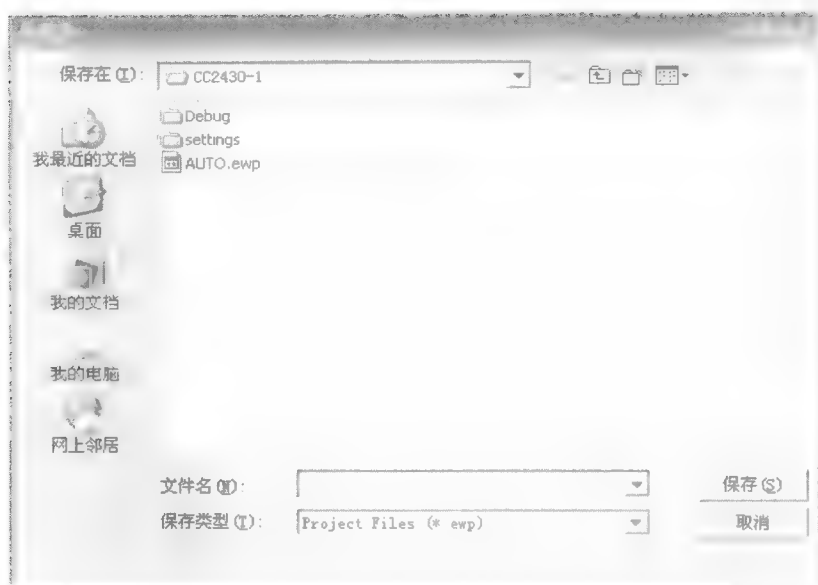 保存在(I):
CC2430-1
Debug
settings
AUTO.ewp
我最近的文档
桌面
我的文档
我的电脑
网上邻居
文件名(N):
保存(S)
保存类型(T):
Project Files (* ewp)
取消